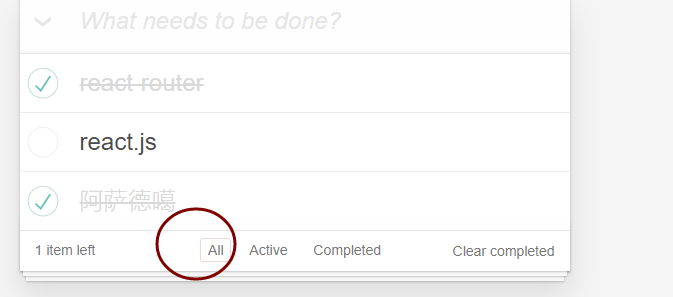 What needs to be done?
react-router
react.js
阿萨德噶
1 item left All Active Completed Clear completed